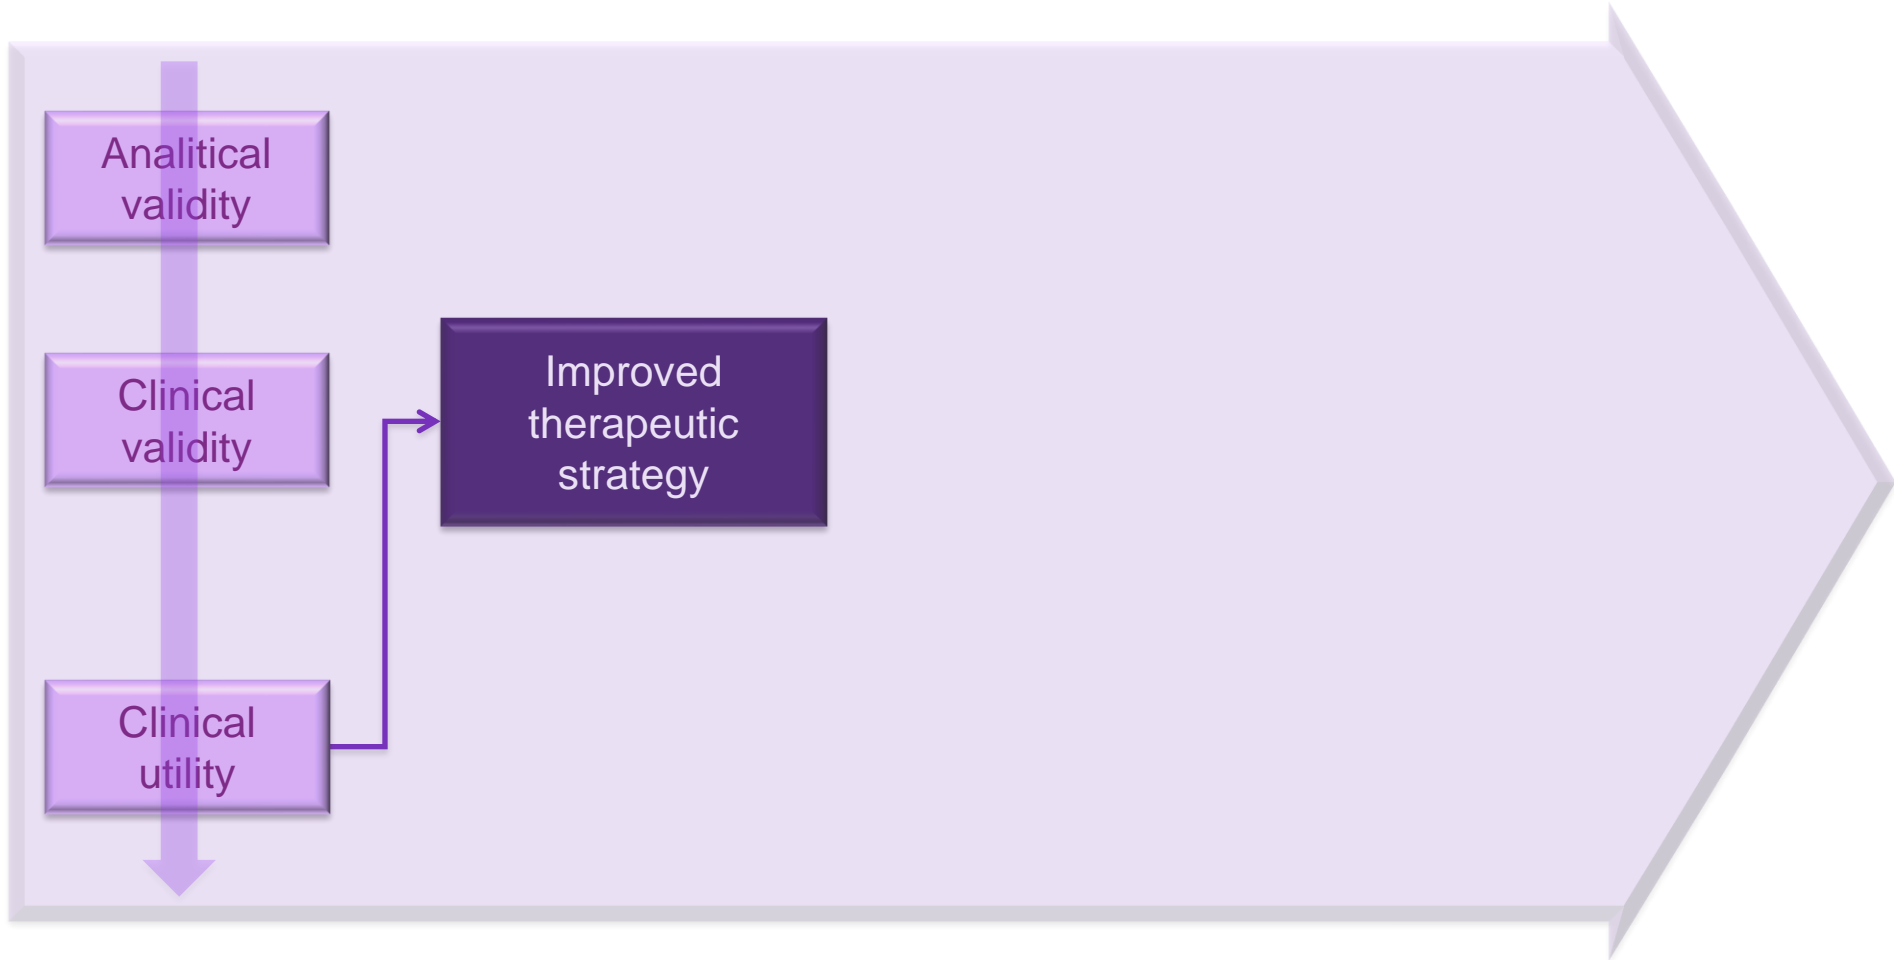 Analitical
validity
Clinical
validity
Improved
therapeutic
strategy
Clinical
utility